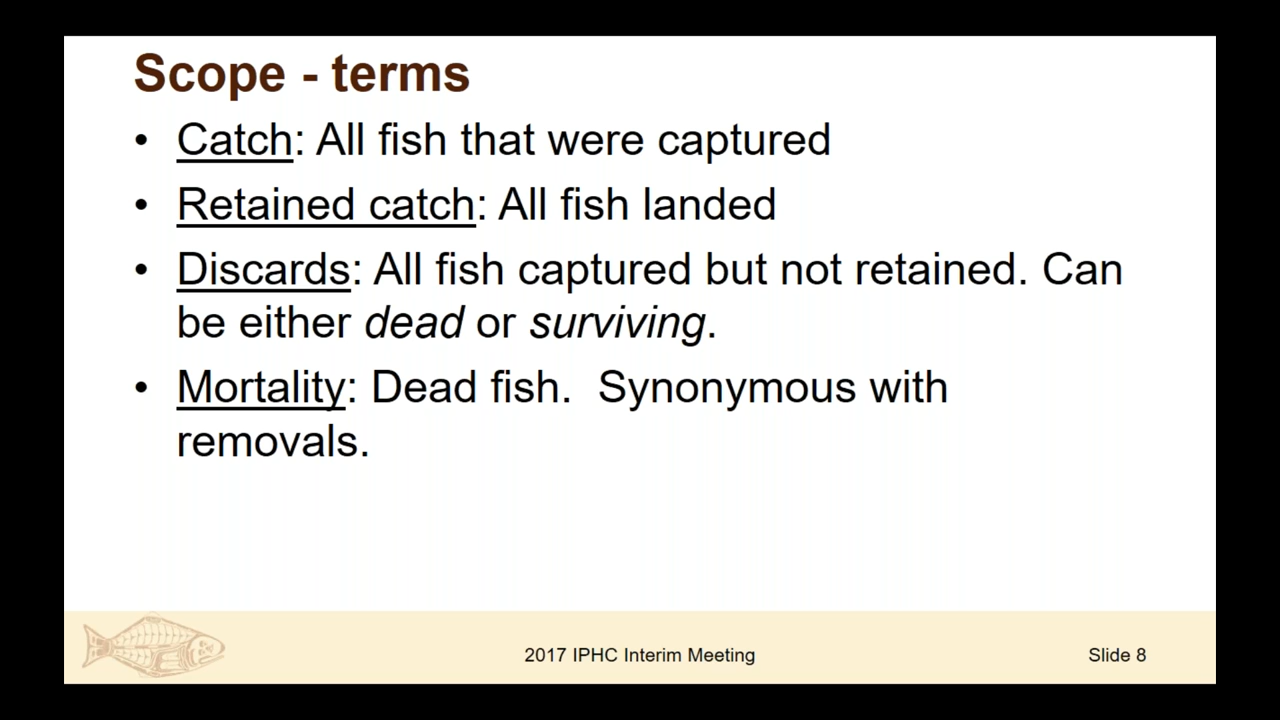 Scope - terms
• Catch: All fish that were captured
• Retained catch: All fish landed
• Discards: All fish captured but not retained. Can
be either dead or surviving.
• Mortality: Dead fish.  Synonymous with
removals.
2017 IPHC Interim Meeting
Slide 8